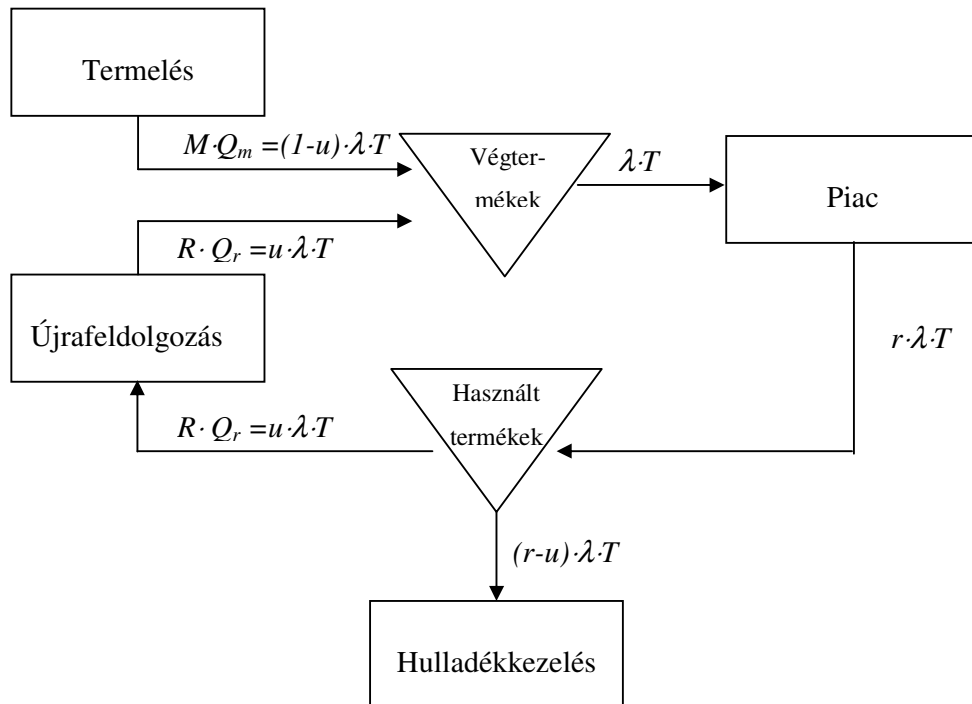 Termelés
M·Qm =(1-u)·λ·T
Végter-
mékek
λ·T
Piac
R· Qr =u·λ·T
Újrafeldolgozás
r·λ·T
Használt
termékek
R· Qr =u·λ·T
(r-u)·λ·T
Hulladékkezelés